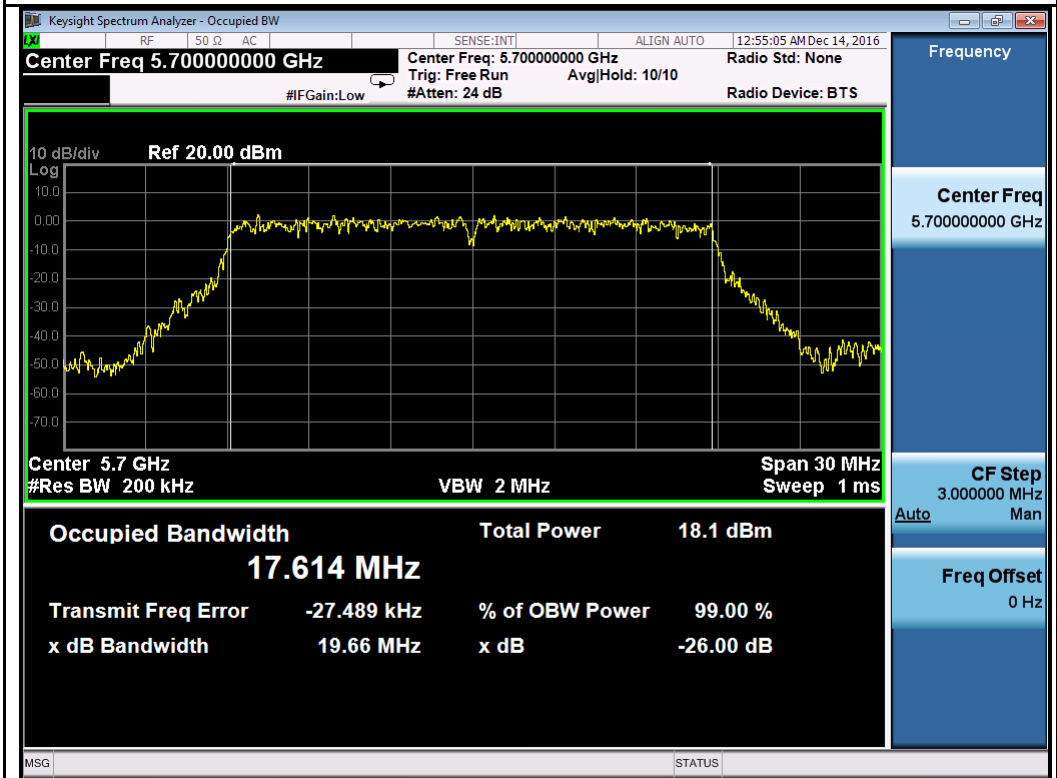 Keysight Spectrum Analyzer - Occupied BW
LXI RF 50 Ω AC SENSE:INT ALIGN AUTO 12:55:05 AM Dec 14, 2016
Center Freq 5.700000000 GHz
#IFGain:Low
Center Freq: 5.700000000 GHz
Trig: Free Run Avg|Hold: 10/10
#Atten: 24 dB
Radio Std: None
Radio Device: BTS
10 dB/div Ref 20.00 dBm
Log
10.0
0.00
-10.0
-20.0
-30.0
-40.0
-50.0
-60.0
-70.0
Center 5.7 GHz Span 30 MHz
#Res BW 200 kHz VBW 2 MHz Sweep 1 ms
Occupied Bandwidth Total Power 18.1 dBm
17.614 MHz
Transmit Freq Error -27.489 kHz % of OBW Power 99.00 %
x dB Bandwidth 19.66 MHz x dB -26.00 dB
Frequency
Center Freq
5.700000000 GHz
CF Step
3.000000 MHz
Auto Man
Freq Offset
0 Hz
MSG STATUS